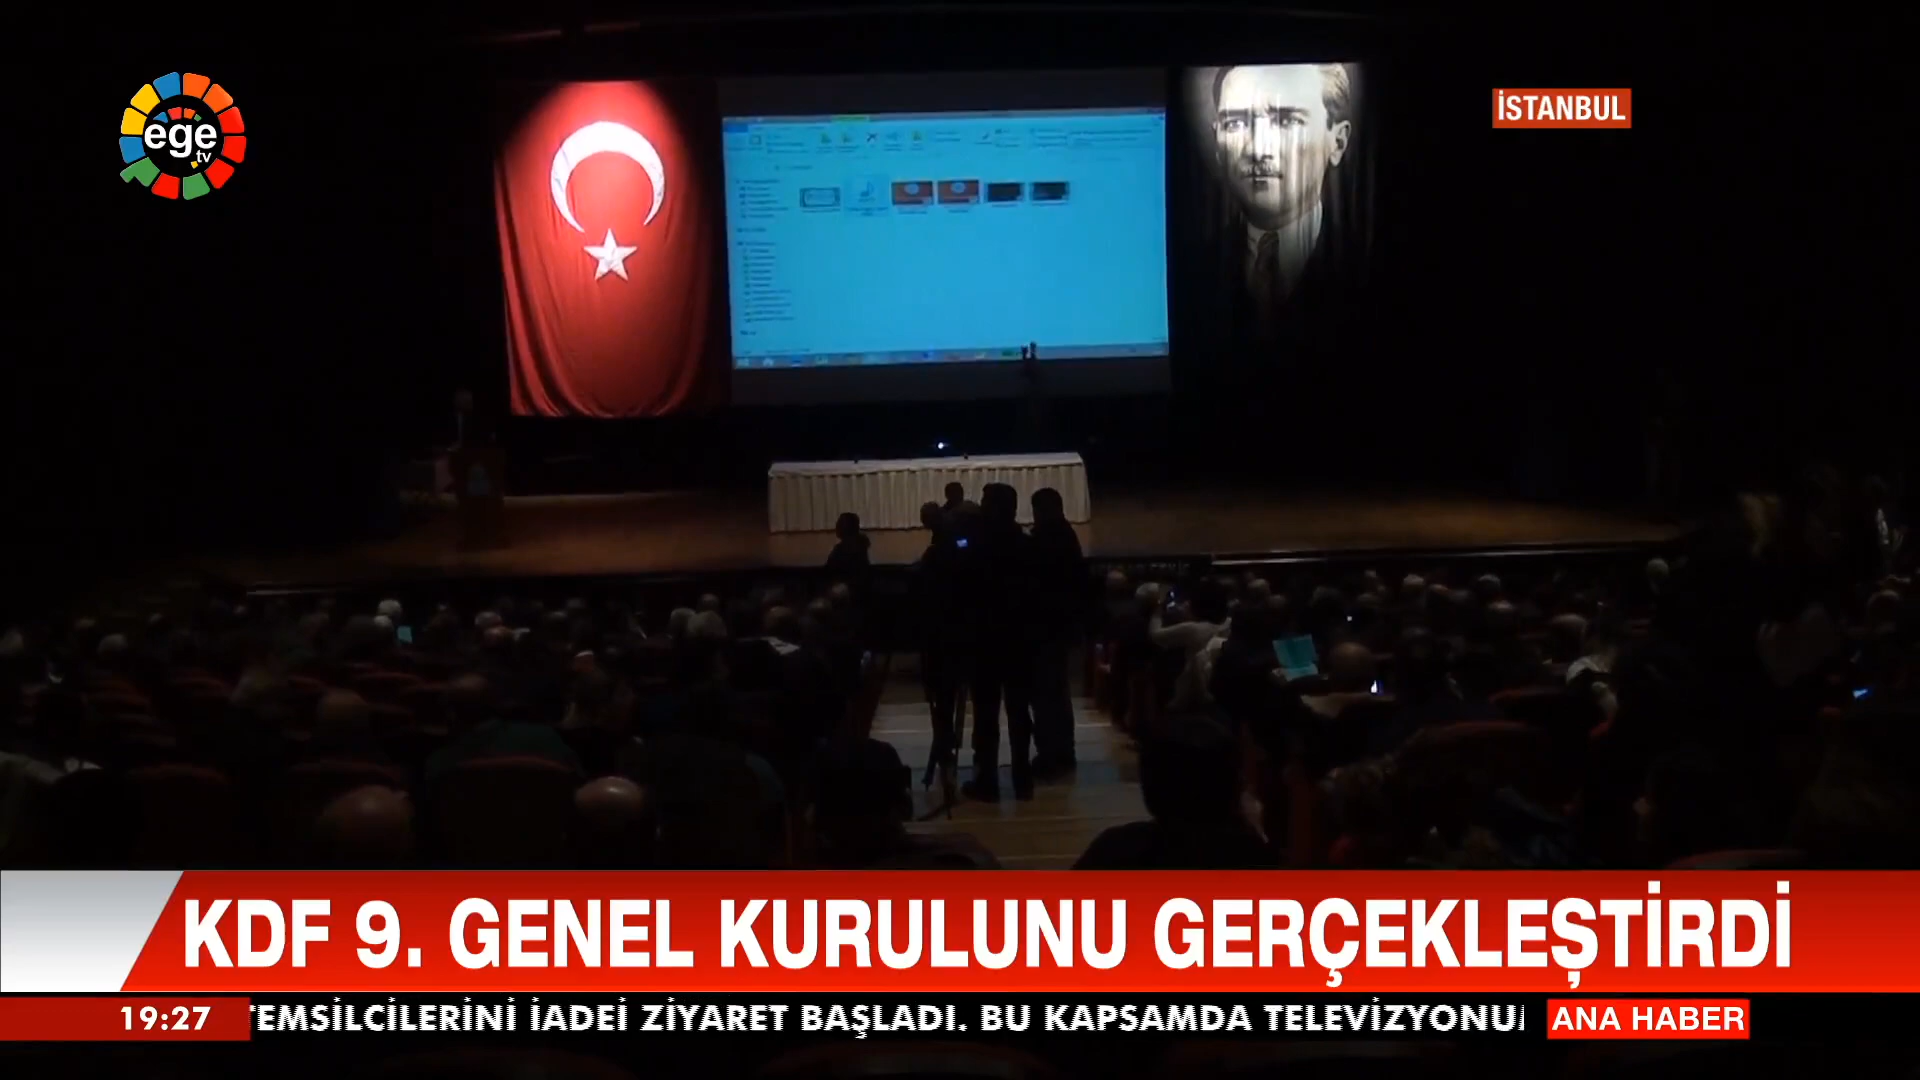 ege
tv
İSTANBUL
KDF 9. GENEL KURULUNU GERÇEKLEŞTİRDİ
19:27
TEMSİLCİLERİNİ İADEİ ZİYARET BAŞLADI. BU KAPSAMDA TELEVİZYONU
ANA HABER